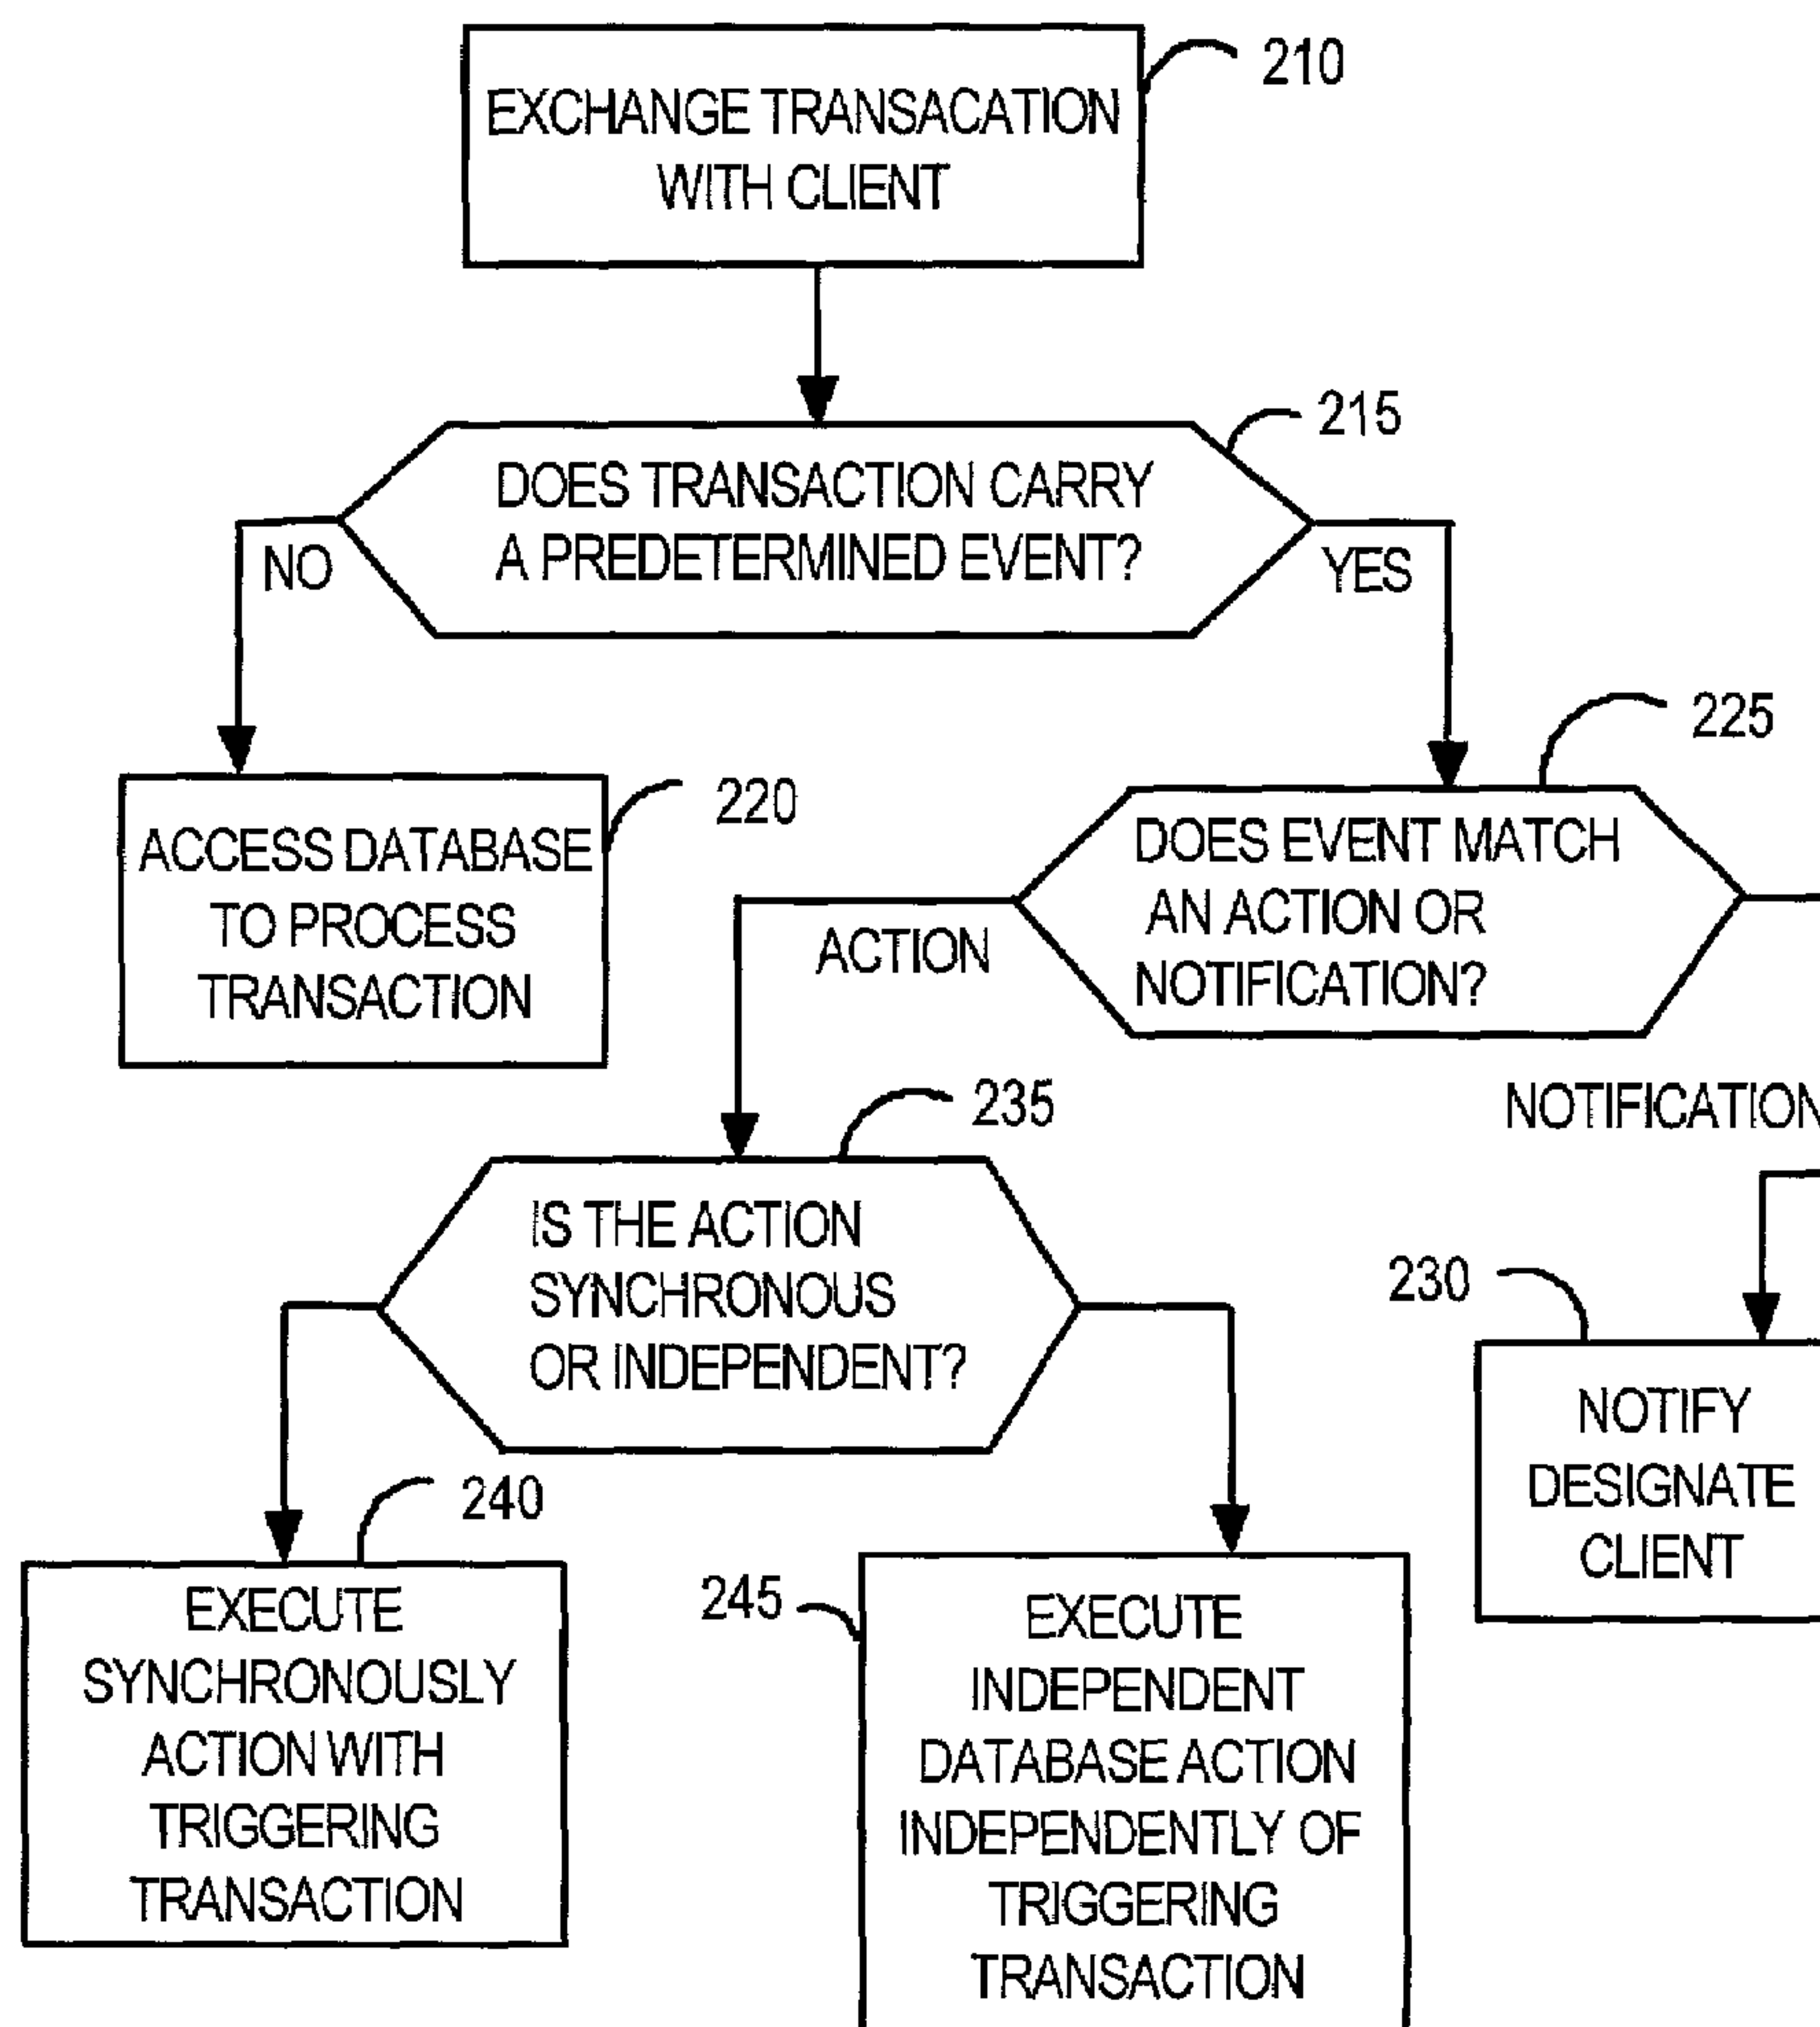 210
EXCHANGE TRANSACATION
WITH CLIENT
215
DOES TRANSACTION CARRY
A PREDETERMINED EVENT?
NO
YES
220
ACCESS DATABASE
TO PROCESS
TRANSACTION
225
DOES EVENT MATCH
AN ACTION OR
NOTIFICATION?
ACTION
NOTIFICATION
235
IS THE ACTION
SYNCHRONOUS
OR INDEPENDENT?
230
NOTIFY
DESIGNATE
CLIENT
240
EXECUTE
SYNCHRONOUSLY
ACTION WITH
TRIGGERING
TRANSACTION
245
EXECUTE
INDEPENDENT
DATABASE ACTION
INDEPENDENTLY OF
TRIGGERING
TRANSACTION